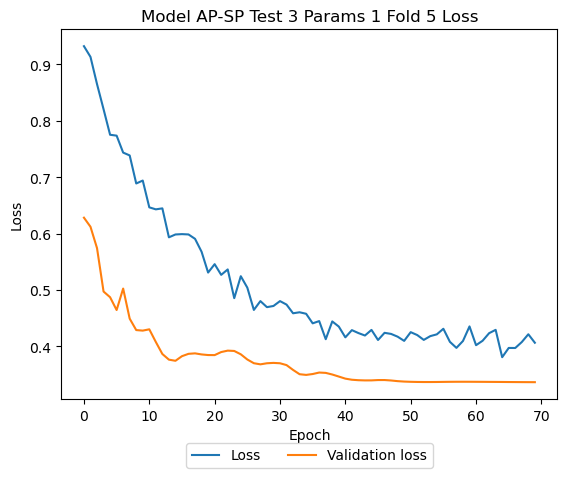 Model AP-SP Test 3 Params 1 Fold 5 Loss
Loss
0.9
0.8
0.7
0.6
0.5
0.4
0 10 20 30 40 50 60 70
Epoch
Loss Validation loss